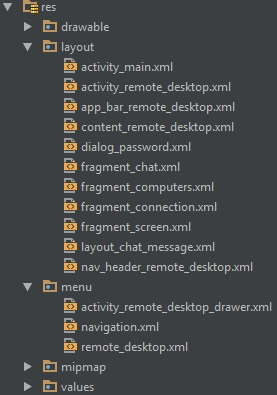 res
drawable
layout
activity_main.xml
activity_remote_desktop.xml
app_bar_remote_desktop.xml
content_remote_desktop.xml
dialog_password.xml
fragment_chat.xml
fragment_computers.xml
fragment_connection.xml
fragment_screen.xml
layout_chat_message.xml
nav_header_remote_desktop.xml
menu
activity_remote_desktop_drawer.xml
navigation.xml
remote_desktop.xml
mipmap
values